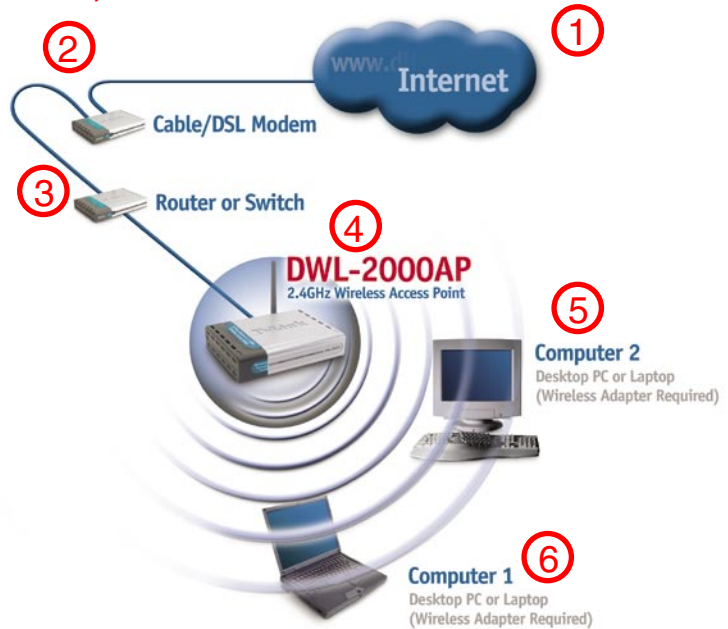 1
2
www.
Internet
Cable/DSL Modem
3
Router or Switch
4
DWL-2000AP
2.4GHz Wireless Access Point
D-Link
5
Computer 2
Desktop PC or Laptop
(Wireless Adapter Required)
6
Computer 1
Desktop PC or Laptop
(Wireless Adapter Required)